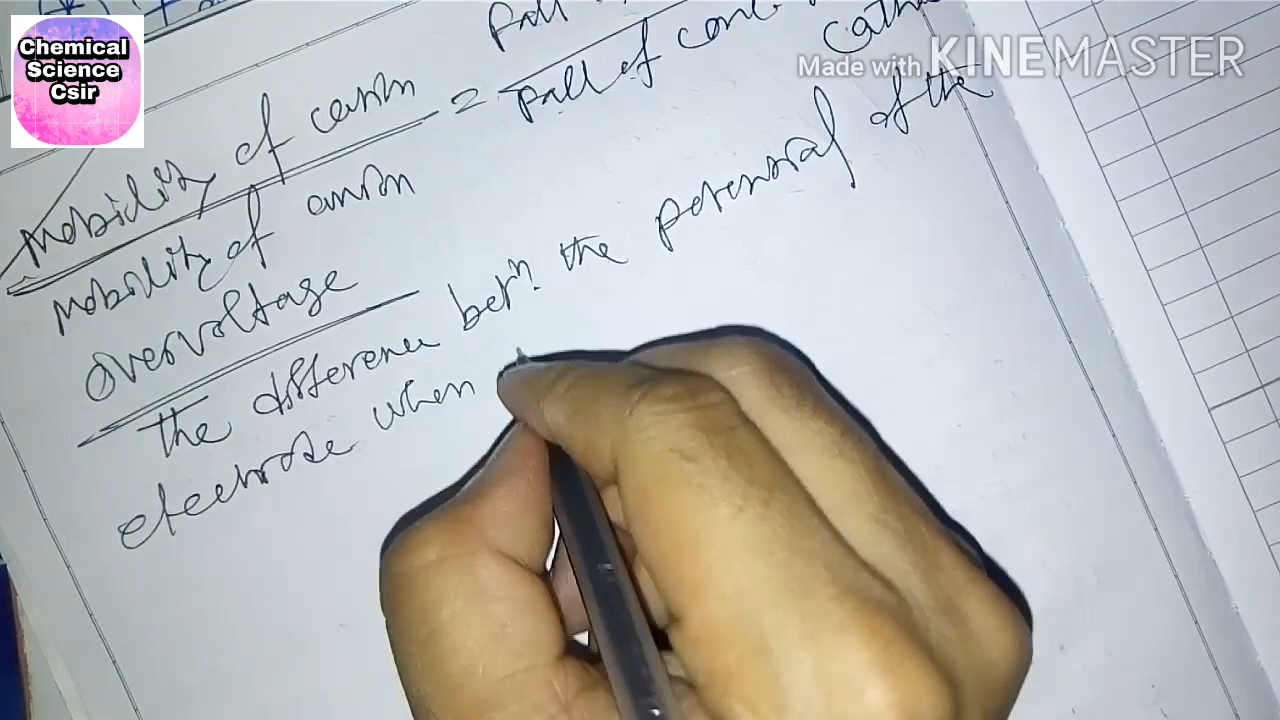 Chemical
Science
Csir
Made with KINEMASTER
Fall
Mobility of cation = Fall of conc
mobility of anion
overvoltage
the difference betn. the potential of the
electrode when